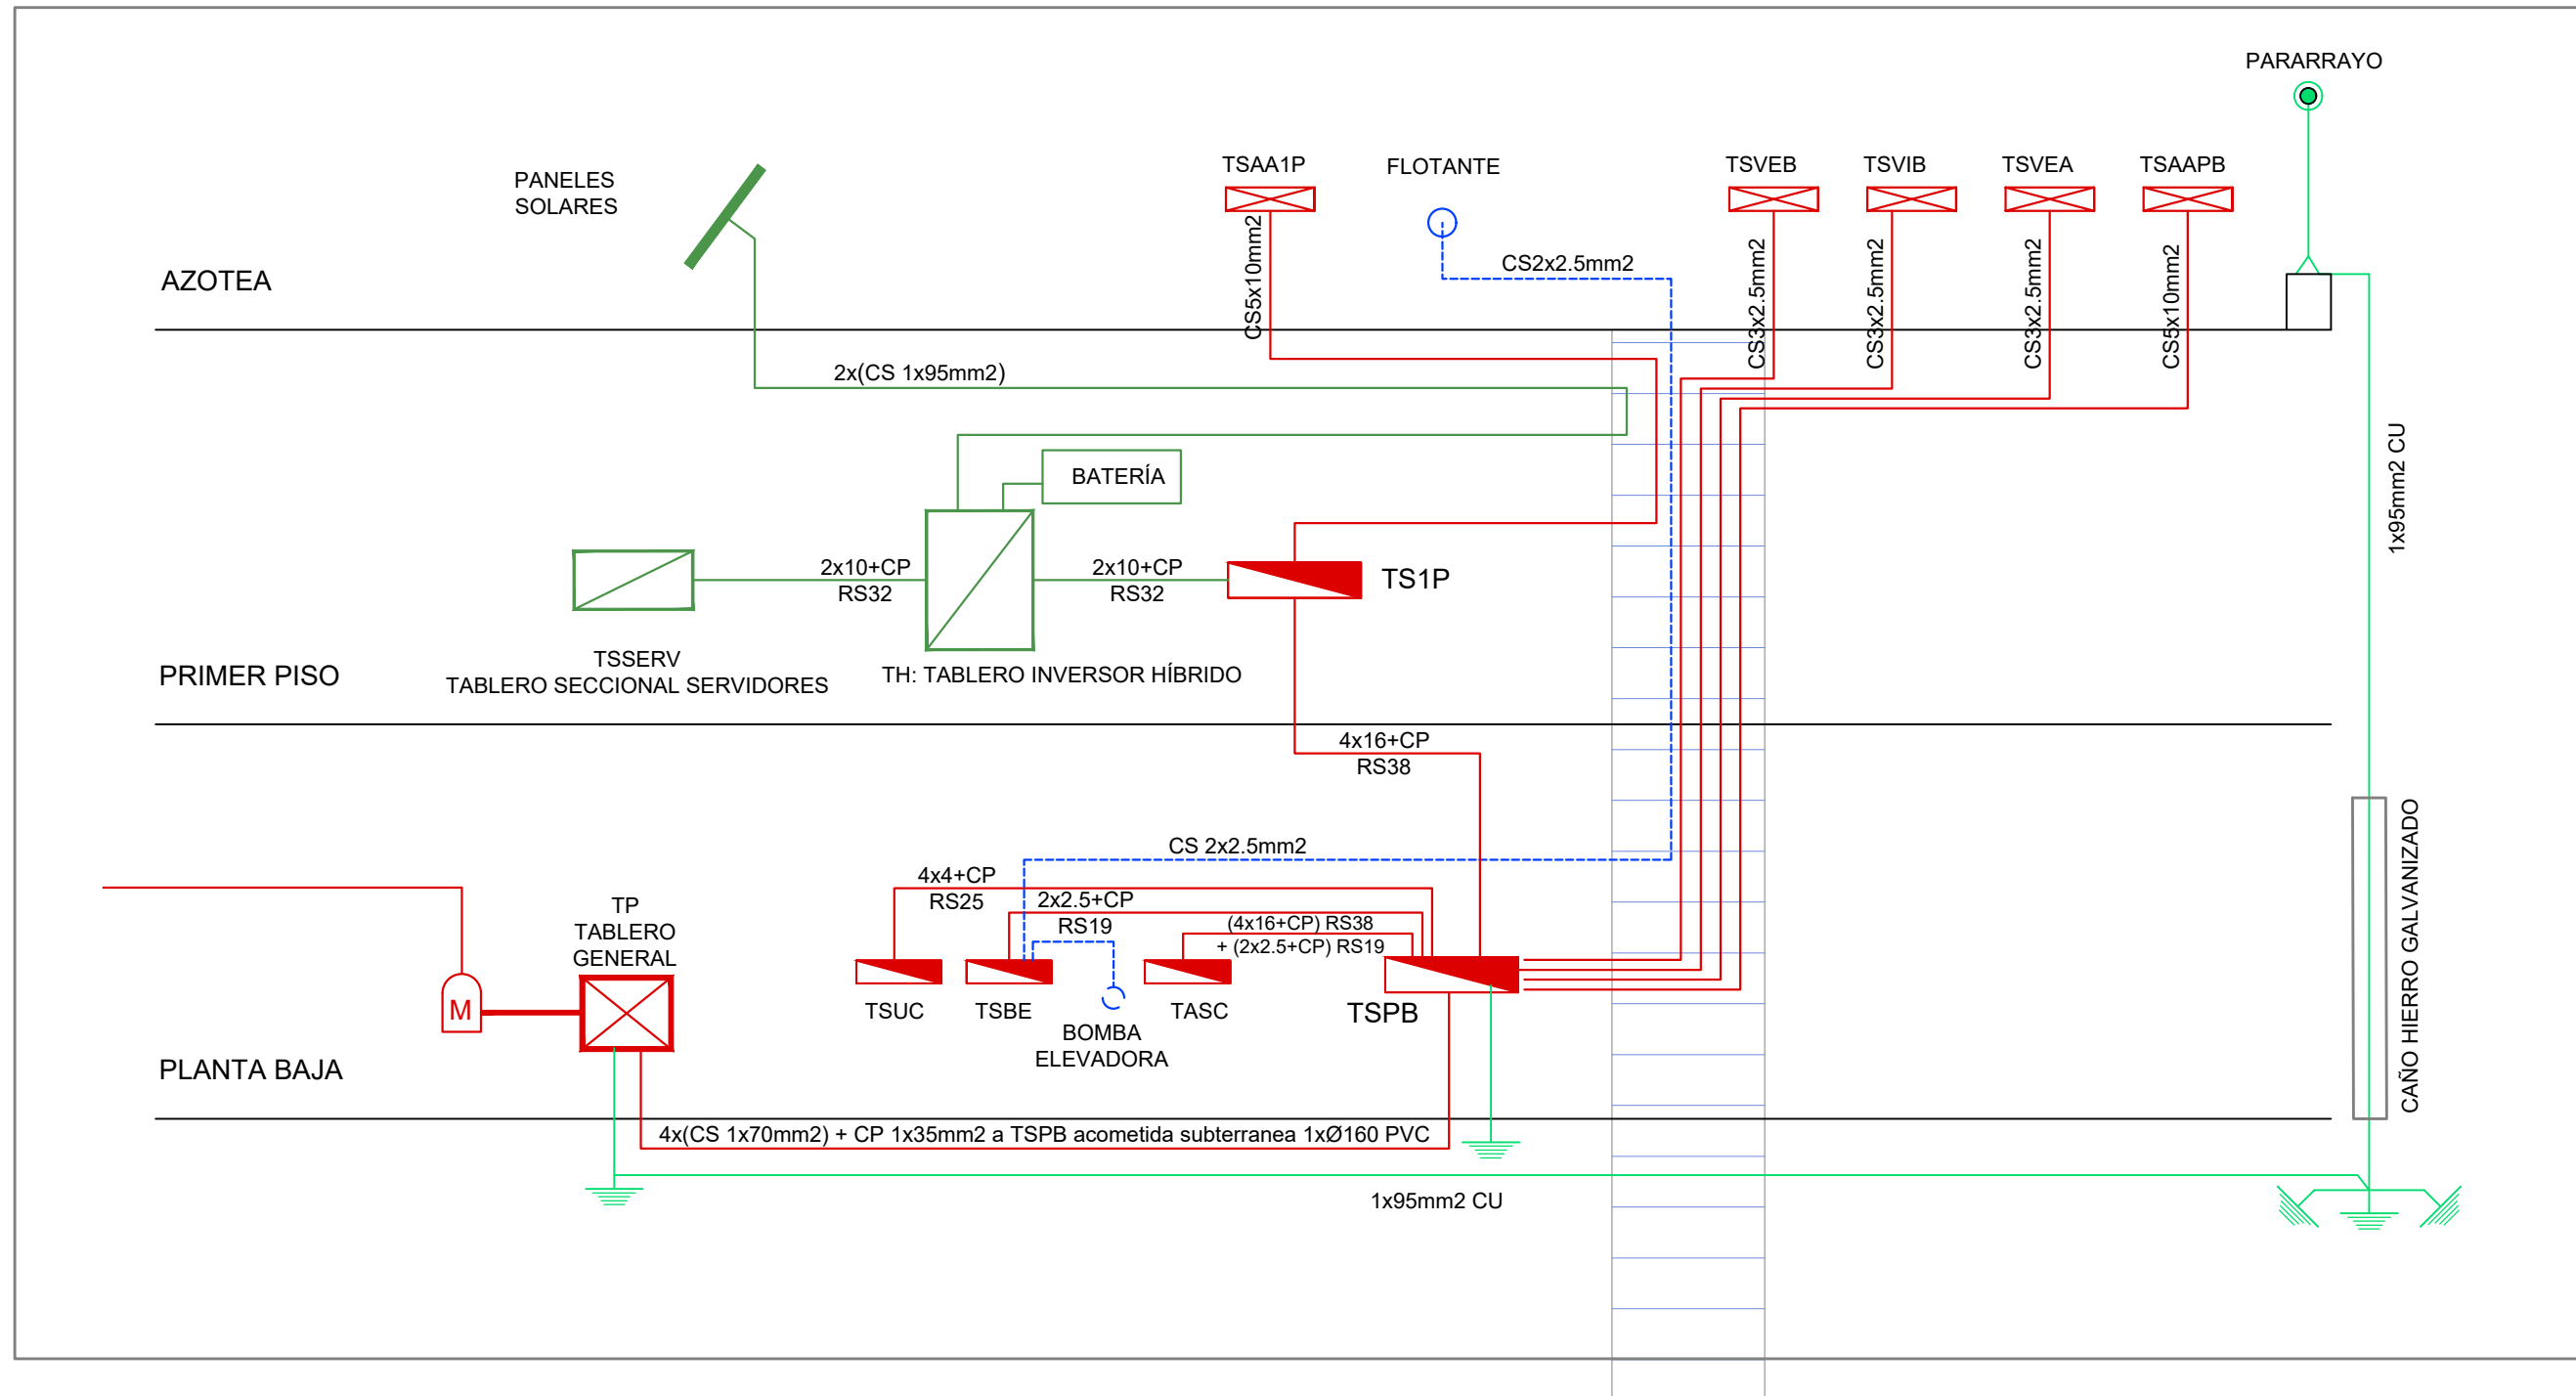 PARARRAYO
TSAA1P
FLOTANTE
TSVEB
TSVIB
TSVEA
TSAAPB
PANELES
SOLARES
CS5x10mm2
CS2x2.5mm2
CS3x2.5mm2
CS3x2.5mm2
CS3x2.5mm2
CS5x10mm2
AZOTEA
2x(CS 1x95mm2)
1x95mm2 CU
BATERÍA
2x10+CP
RS32
2x10+CP
RS32
TS1P
TSSERV
TABLERO SECCIONAL SERVIDORES
TH: TABLERO INVERSOR HÍBRIDO
PRIMER PISO
4x16+CP
RS38
CS 2x2.5mm2
CAÑO HIERRO GALVANIZADO
4x4+CP
RS25
2x2.5+CP
RS19
(4x16+CP) RS38
+ (2x2.5+CP) RS19
TP
TABLERO
GENERAL
M
TSUC
TSBE
BOMBA
ELEVADORA
TASC
TSPB
PLANTA BAJA
4x(CS 1x70mm2) + CP 1x35mm2 a TSPB acometida subterranea 1xØ160 PVC
1x95mm2 CU